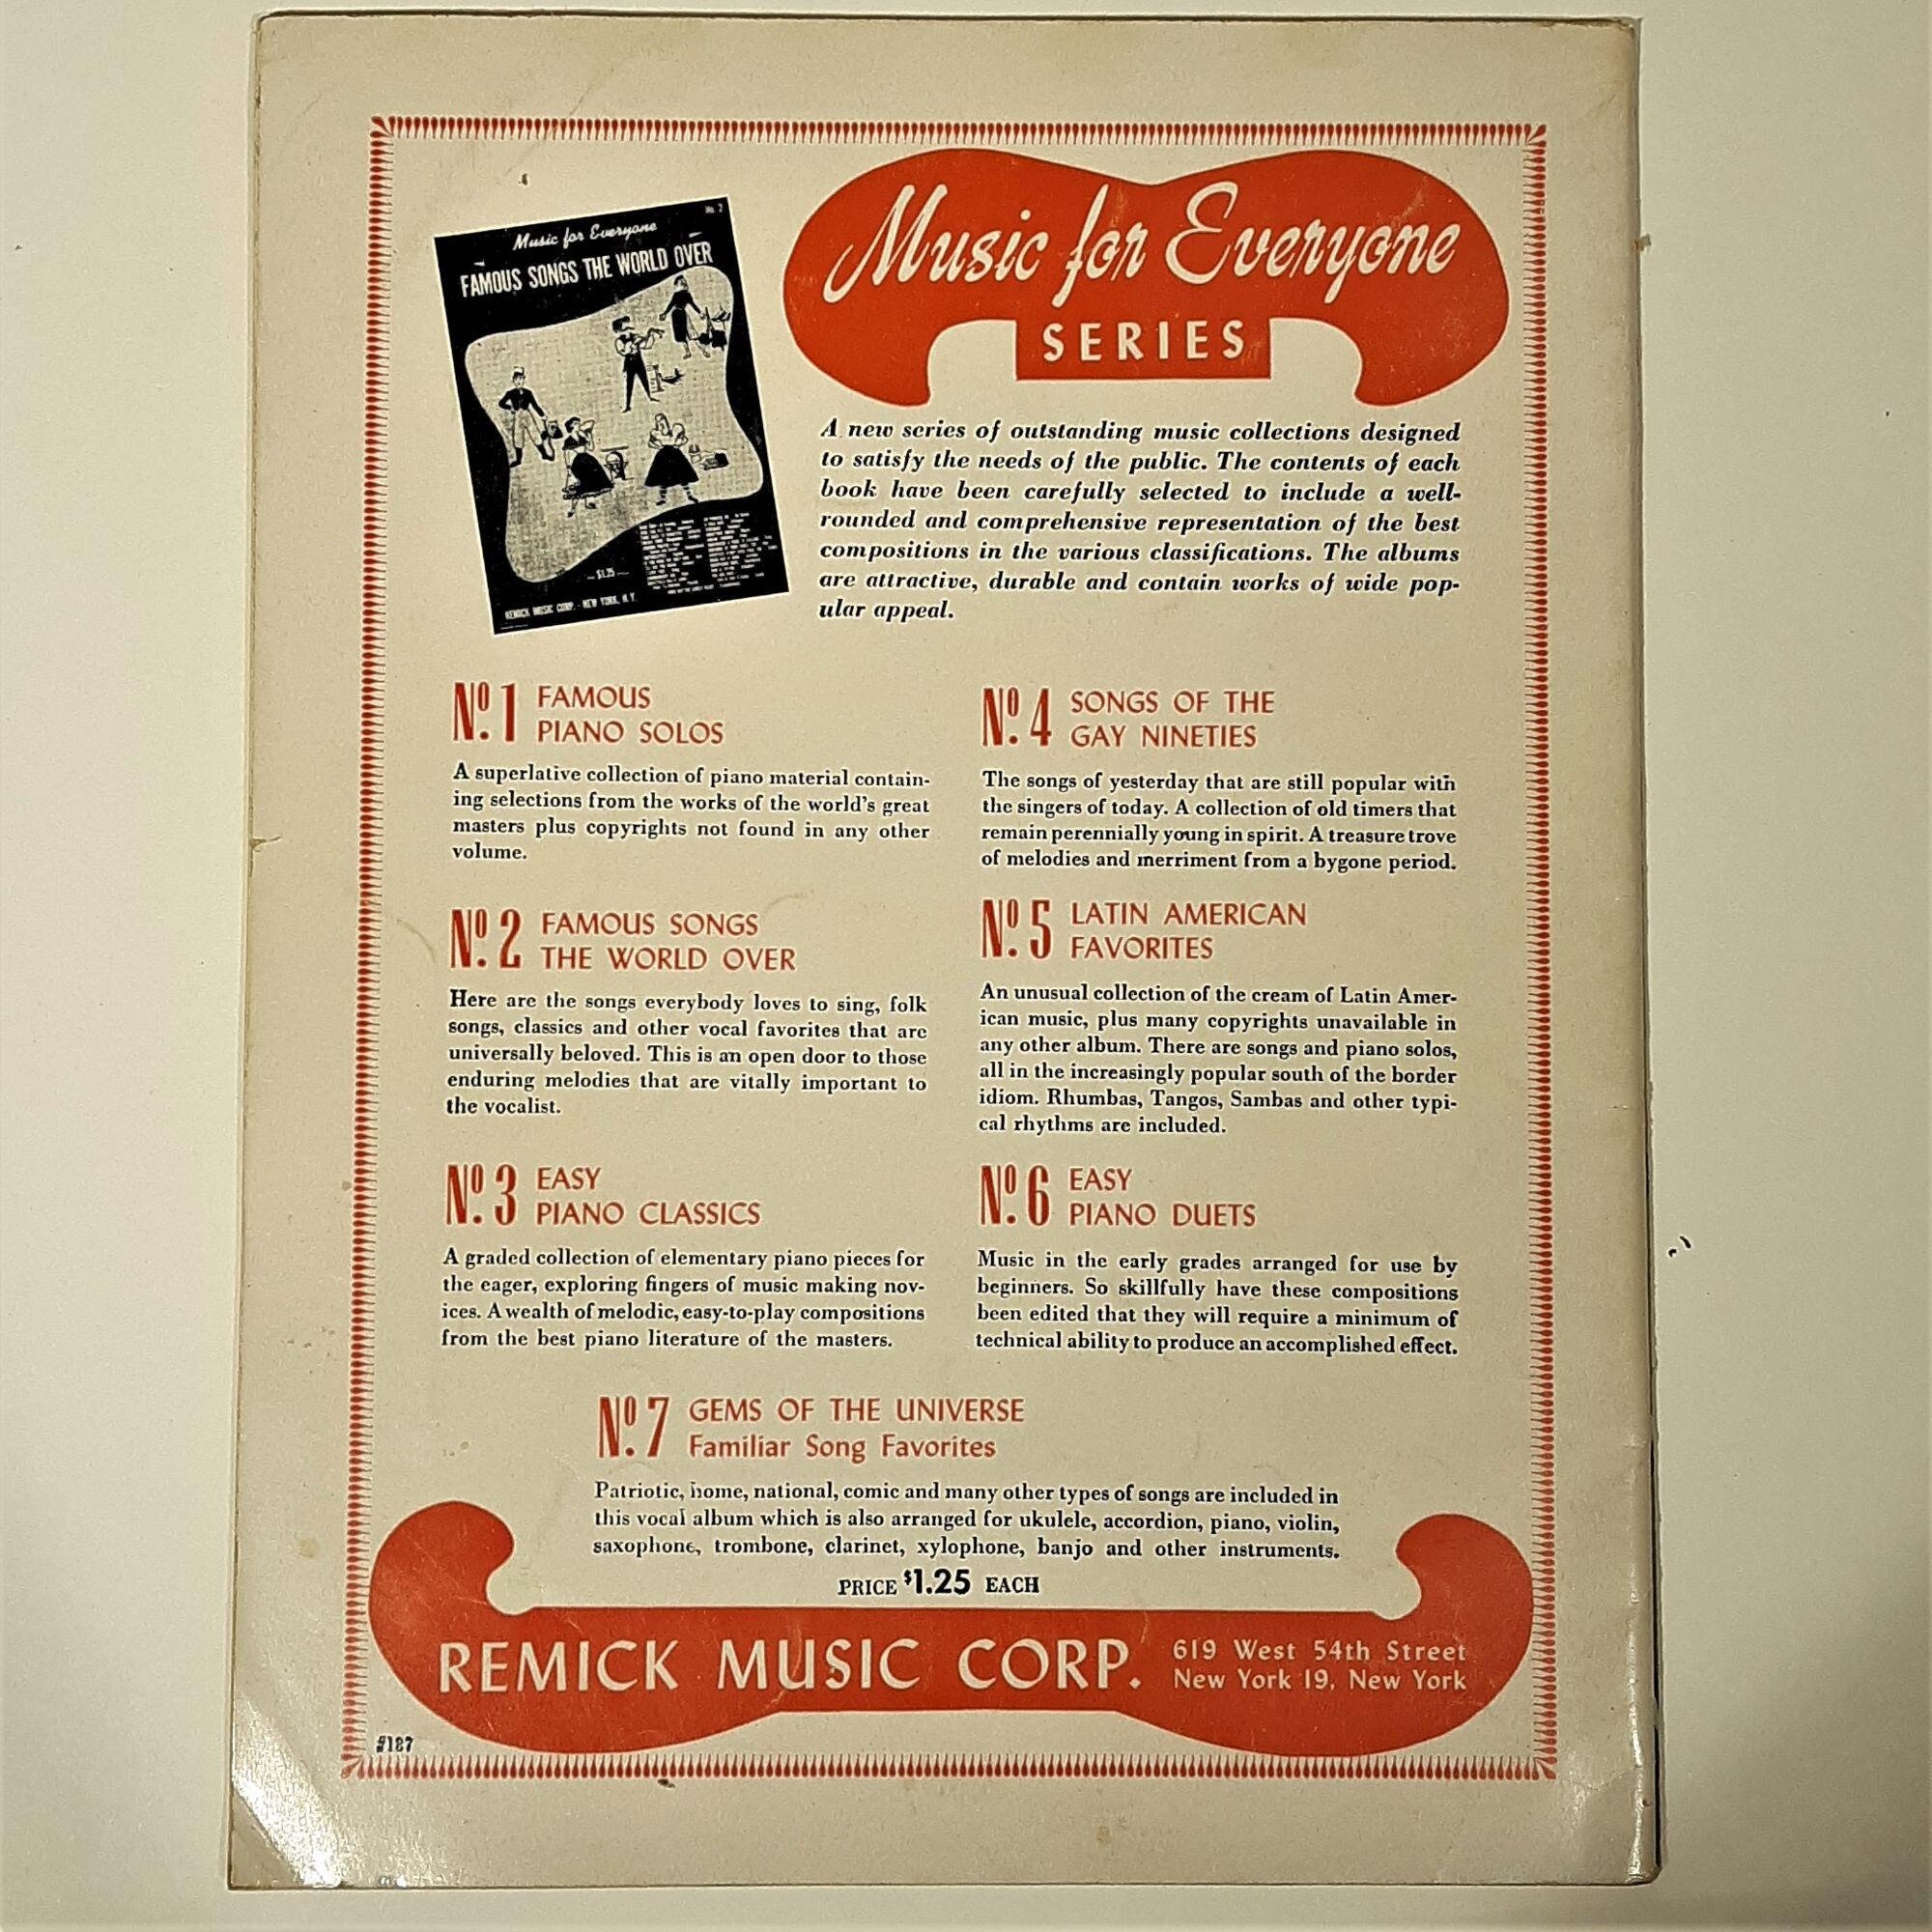 No. 2
Music for Everyone
FAMOUS SONGS THE WORLD OVER
$1.25
REMICK MUSIC CORP. - NEW YORK, N.Y.
Music for Everyone
SERIES
A new series of outstanding music collections designed
to satisfy the needs of the public. The contents of each
book have been carefully selected to include a well-
rounded and comprehensive representation of the best
compositions in the various classifications. The albums
are attractive, durable and contain works of wide pop-
ular appeal.
No. 1 FAMOUS
PIANO SOLOS
A superlative collection of piano material contain-
ing selections from the works of the world's great
masters plus copyrights not found in any other
volume.
No. 2 FAMOUS SONGS
THE WORLD OVER
Here are the songs everybody loves to sing, folk
songs, classics and other vocal favorites that are
universally beloved. This is an open door to those
enduring melodies that are vitally important to
the vocalist.
No. 3 EASY
PIANO CLASSICS
A graded collection of elementary piano pieces for
the eager, exploring fingers of music making nov-
ices. A wealth of melodic, easy-to-play compositions
from the best piano literature of the masters.
No. 4 SONGS OF THE
GAY NINETIES
The songs of yesterday that are still popular with
the singers of today. A collection of old timers that
remain perennially young in spirit. A treasure trove
of melodies and merriment from a bygone period.
No. 5 LATIN AMERICAN
FAVORITES
An unusual collection of the cream of Latin Amer-
ican music, plus many copyrights unavailable in
any other album. There are songs and piano solos,
all in the increasingly popular south of the border
idiom. Rhumbas, Tangos, Sambas and other typi-
cal rhythms are included.
No. 6 EASY
PIANO DUETS
Music in the early grades arranged for use by
beginners. So skillfully have these compositions
been edited that they will require a minimum of
technical ability to produce an accomplished effect.
No. 7 GEMS OF THE UNIVERSE
Familiar Song Favorites
Patriotic, home, national, comic and many other types of songs are included in
this vocal album which is also arranged for ukulele, accordion, piano, violin,
saxophone, trombone, clarinet, xylophone, banjo and other instruments.
PRICE $1.25 EACH
REMICK MUSIC CORP.
619 West 54th Street
New York 19, New York
#187